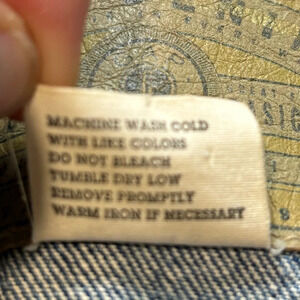 MACHINE WASH COLD
WITH LIKE COLORS
DO NOT BLEACH
TUMBLE DRY LOW
REMOVE PROMPTLY
WARM IRON IF NECESSARY